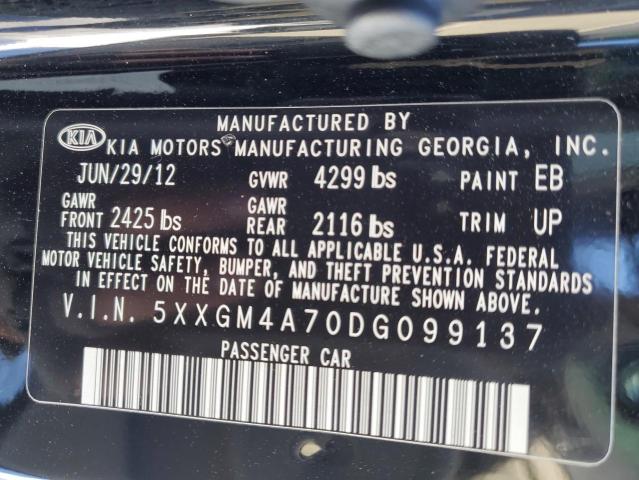 MANUFACTURED BY
KIA KIA MOTORS MANUFACTURING GEORGIA, INC.
JUN/29/12 GVWR 4299 lbs PAINT EB
GAWR FRONT 2425 lbs GAWR REAR 2116 lbs TRIM UP
THIS VEHICLE CONFORMS TO ALL APPLICABLE U.S.A. FEDERAL
MOTOR VEHICLE SAFETY, BUMPER, AND THEFT PREVENTION STANDARDS
IN EFFECT ON THE DATE OF MANUFACTURE SHOWN ABOVE.
V.I.N. 5XXGM4A70DG099137
PASSENGER CAR